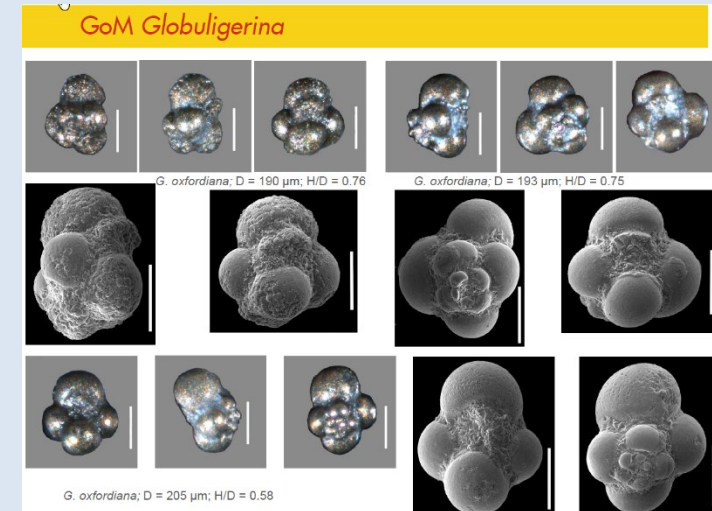 GoM Globuligerina
G. oxfordiana; D = 190 µm; H/D = 0.76
G. oxfordiana; D = 193 µm; H/D = 0.75
G. oxfordiana; D = 205 µm; H/D = 0.58